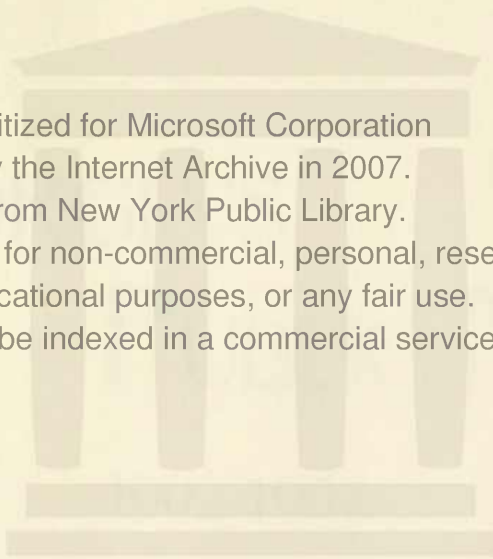 itized for Microsoft Corporation
the Internet Archive in 2007.
rom New York Public Library.
for non-commercial, personal, rese
cational purposes, or any fair use.
be indexed in a commercial service